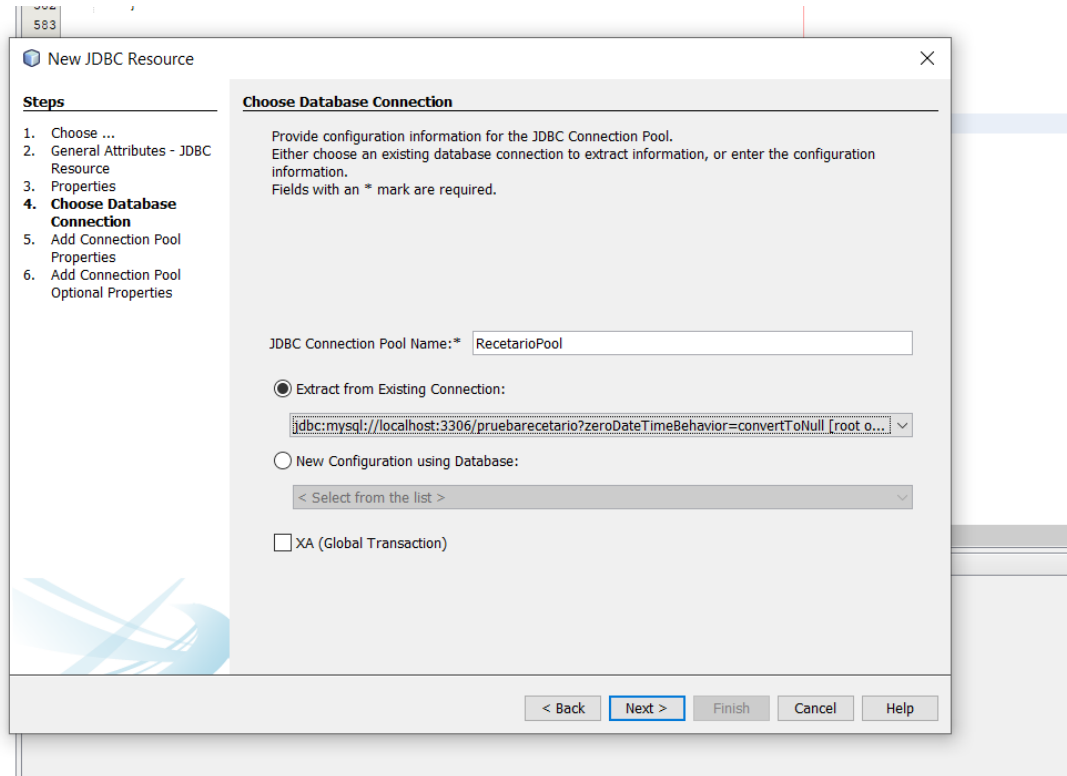 583
New JDBC Resource
Steps
1. Choose ...
2. General Attributes - JDBC
Resource
3. Properties
4. Choose Database
Connection
5. Add Connection Pool
Properties
6. Add Connection Pool
Optional Properties
Choose Database Connection
Provide configuration information for the JDBC Connection Pool.
Either choose an existing database connection to extract information, or enter the configuration
information.
Fields with an * mark are required.
JDBC Connection Pool Name:* RecetarioPool
Extract from Existing Connection:
jdbc:mysql://localhost:3306/pruebarecetario?zeroDateTimeBehavior=convertToNull [root o...
New Configuration using Database:
< Select from the list >
XA (Global Transaction)
< Back Next > Finish Cancel Help